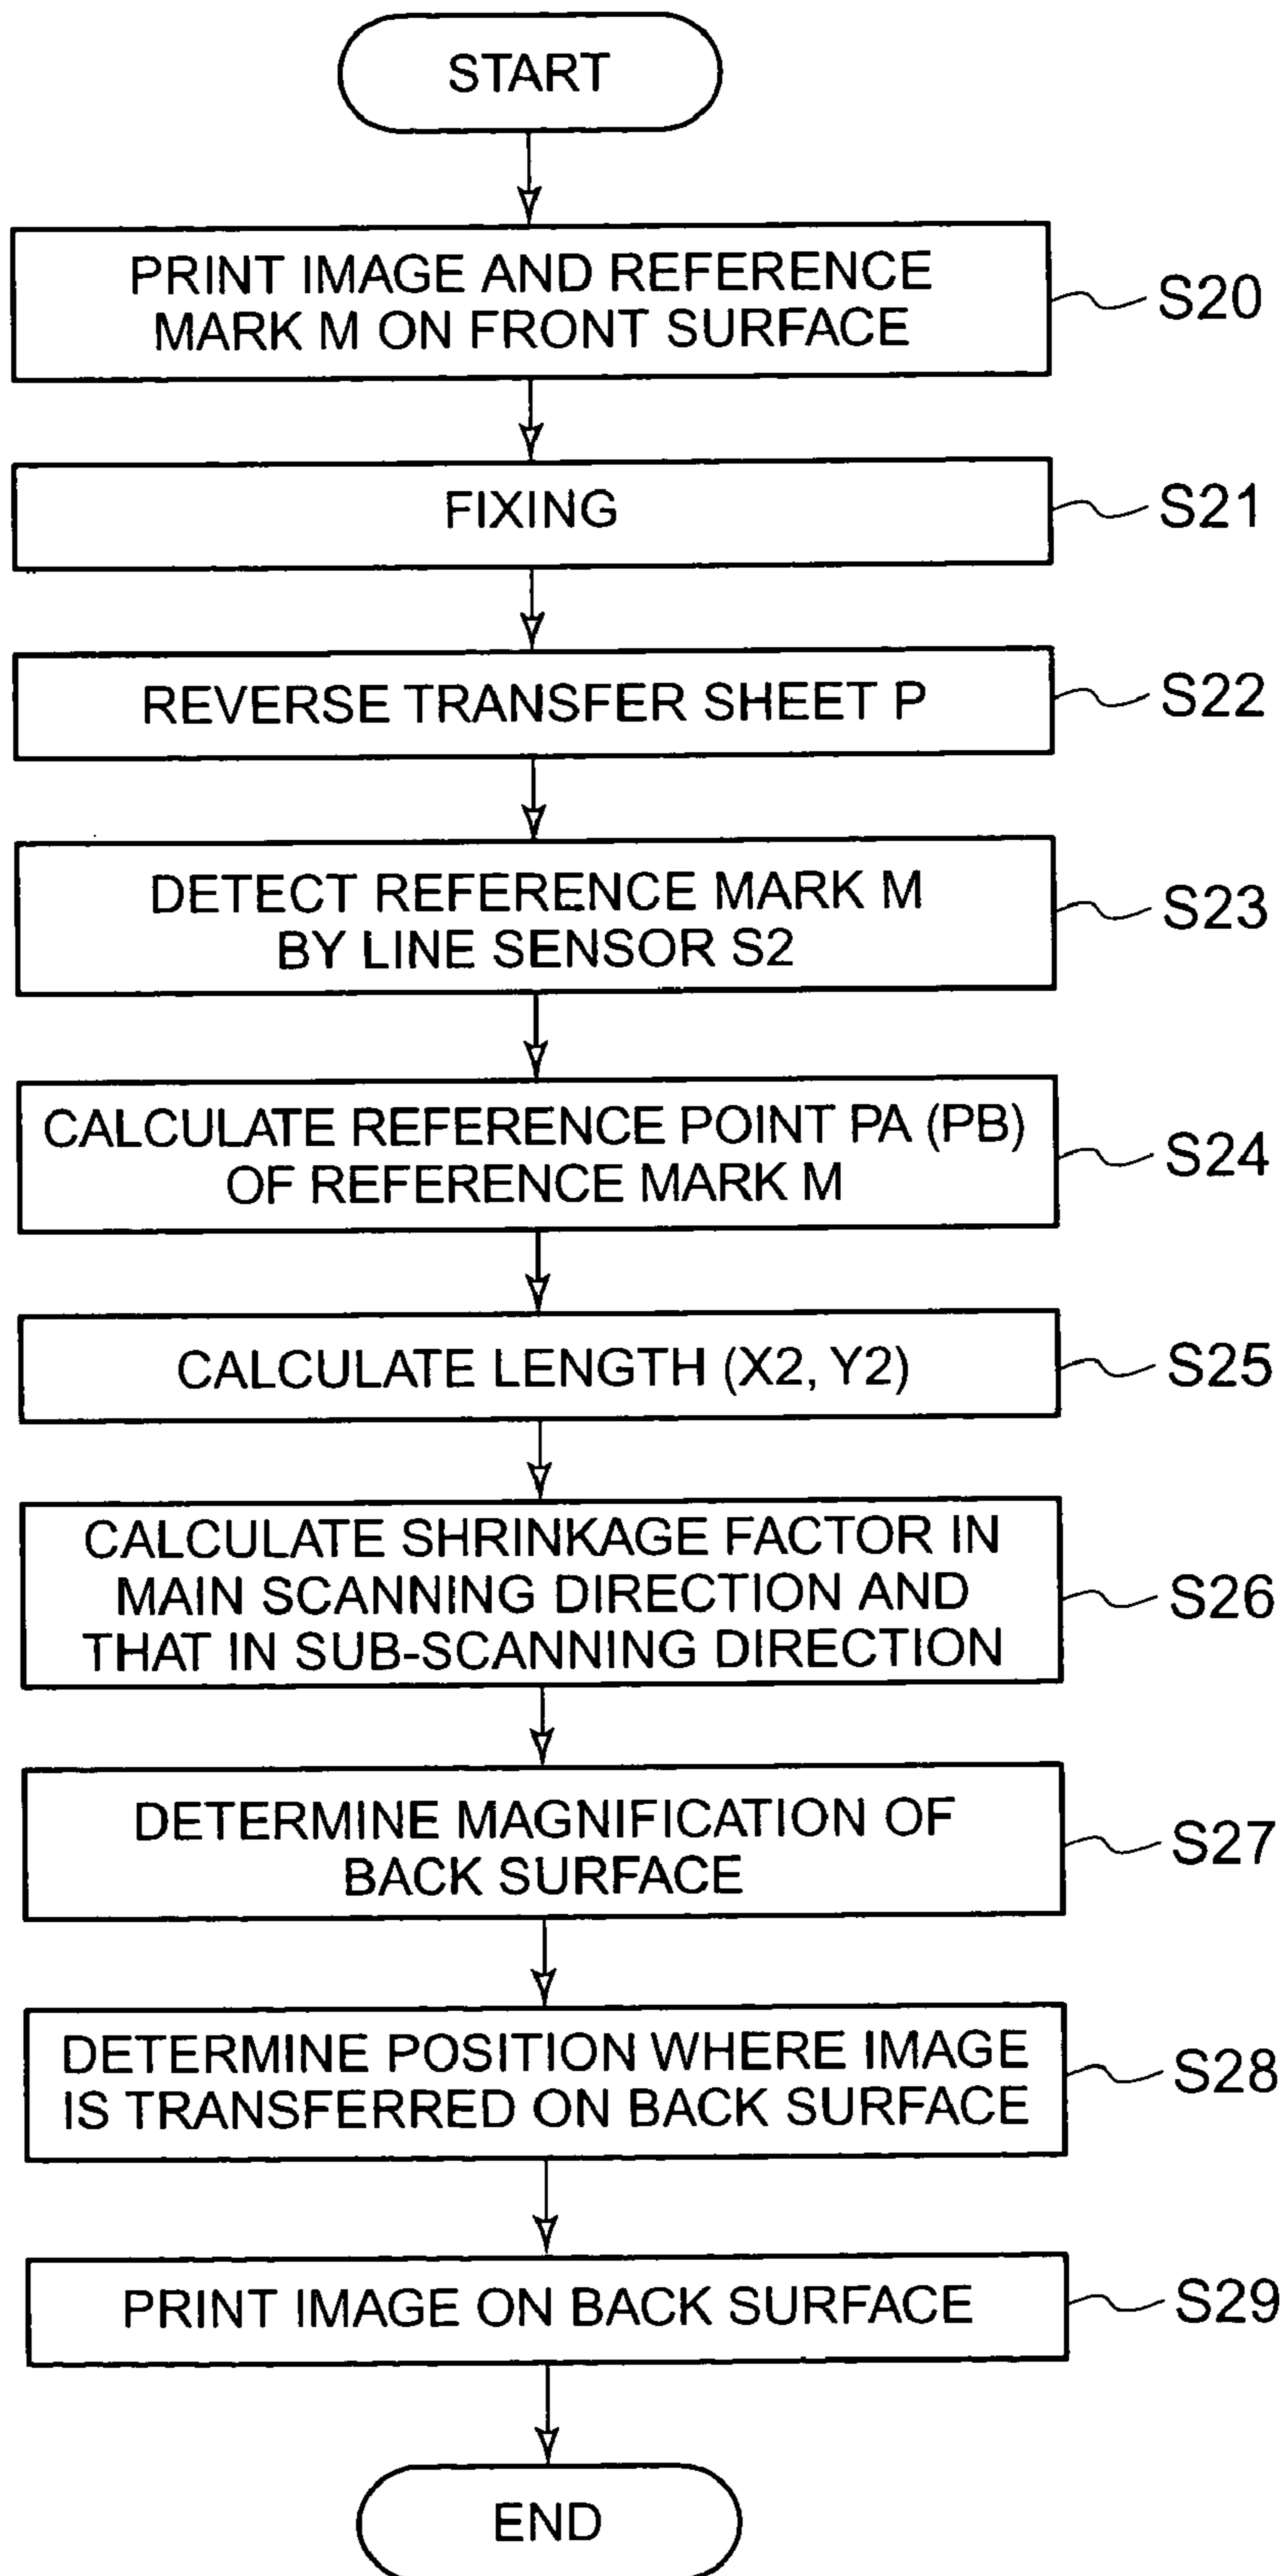 START
PRINT IMAGE AND REFERENCE
MARK M ON FRONT SURFACE
S20
FIXING
S21
REVERSE TRANSFER SHEET P
S22
DETECT REFERENCE MARK M
BY LINE SENSOR S2
S23
CALCULATE REFERENCE POINT PA (PB)
OF REFERENCE MARK M
S24
CALCULATE LENGTH (X2, Y2)
S25
CALCULATE SHRINKAGE FACTOR IN
MAIN SCANNING DIRECTION AND
THAT IN SUB-SCANNING DIRECTION
S26
DETERMINE MAGNIFICATION OF
BACK SURFACE
S27
DETERMINE POSITION WHERE IMAGE
IS TRANSFERRED ON BACK SURFACE
S28
PRINT IMAGE ON BACK SURFACE
S29
END